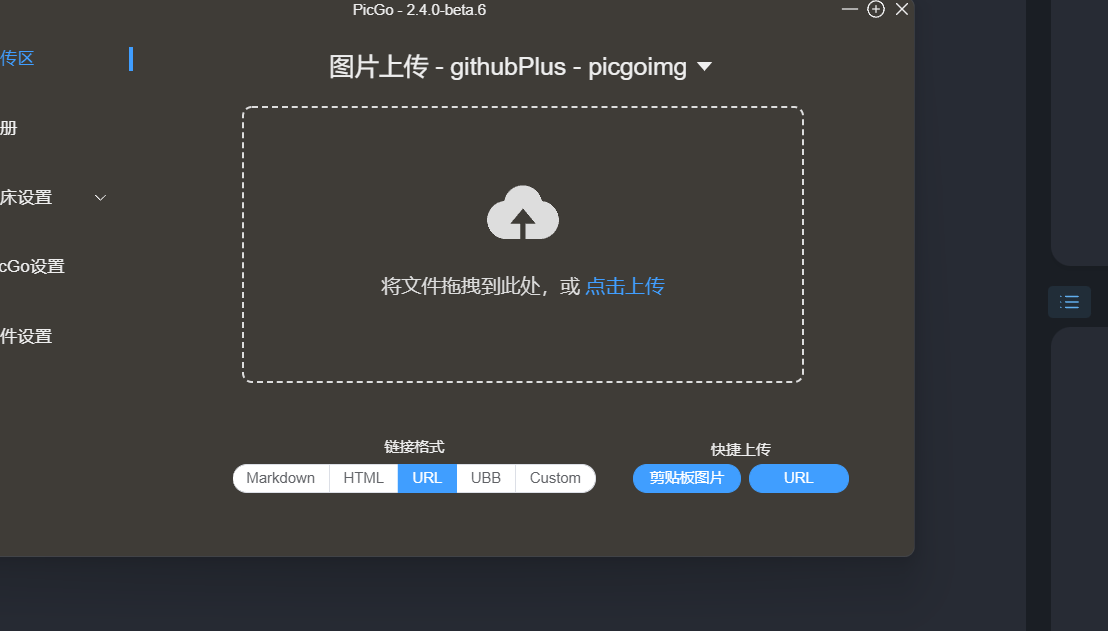 PicGo - 2.4.0-beta.6
传区
册
床设置
cGo设置
件设置
图片上传 - githubPlus - picgoimg
将文件拖拽到此处，或 点击上传
链接格式
Markdown HTML URL UBB Custom
快捷上传
剪贴板图片 URL